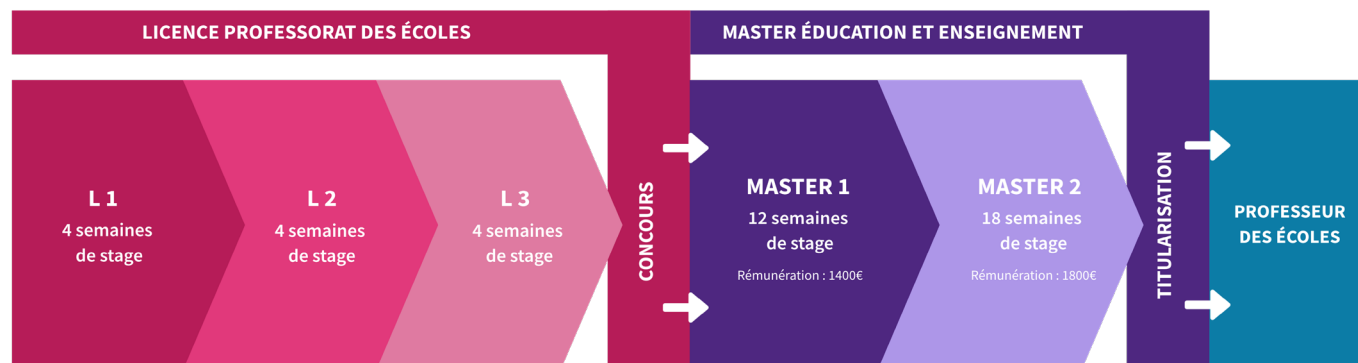 LICENCE PROFESSORAT DES ÉCOLES
MASTER ÉDUCATION ET ENSEIGNEMENT
L 1
4 semaines
de stage
L 2
4 semaines
de stage
L 3
4 semaines
de stage
CONCOURS
MASTER 1
12 semaines
de stage
Rémunération : 1400€
MASTER 2
18 semaines
de stage
Rémunération : 1800€
TITULARISATION
PROFESSEUR
DES ÉCOLES